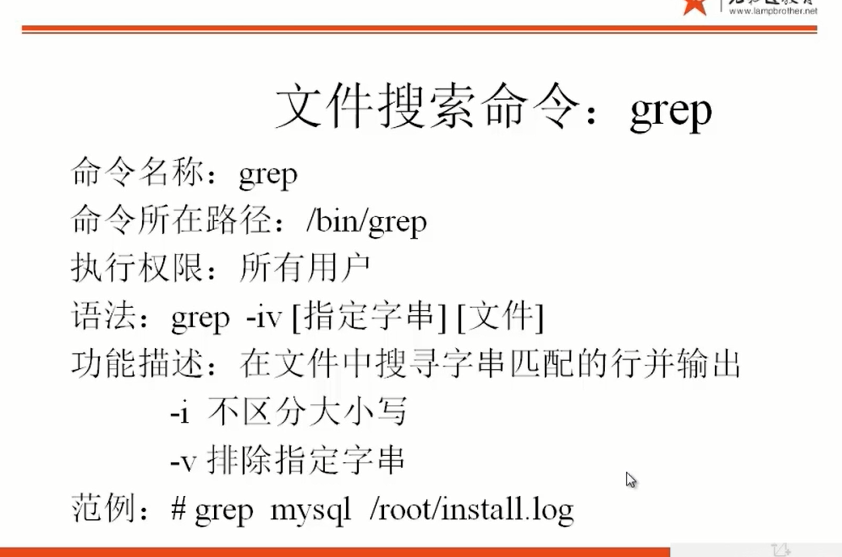 www.lampbrother.net
文件搜索命令：grep
命令名称：grep
命令所在路径：/bin/grep
执行权限：所有用户
语法：grep -iv [指定字串] [文件]
功能描述：在文件中搜寻字串匹配的行并输出
-i 不区分大小写
-v 排除指定字串
范例：# grep mysql /root/install.log